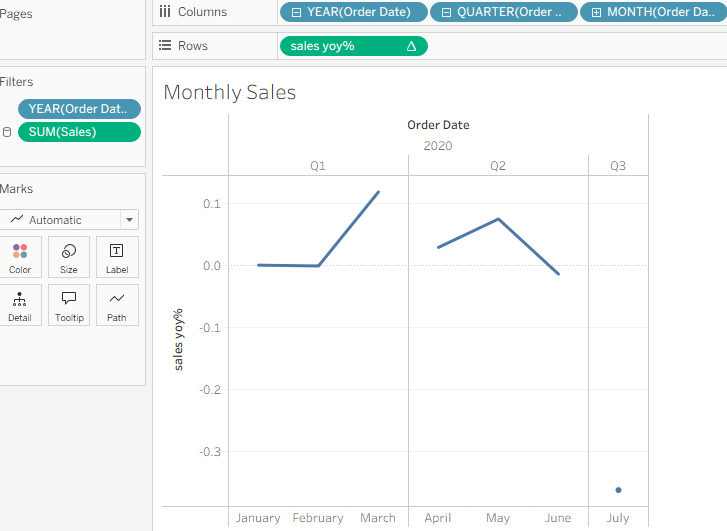 Pages
Columns
YEAR(Order Date)
QUARTER(Order ..
MONTH(Order Da..
Rows
sales yoy%
Filters
YEAR(Order Dat..
SUM(Sales)
Marks
Automatic
Color
Size
Label
Detail
Tooltip
Path
Monthly Sales
Order Date
2020
Q1
Q2
Q3
sales yoy%
0.1
0.0
-0.1
-0.2
-0.3
January
February
March
April
May
June
July